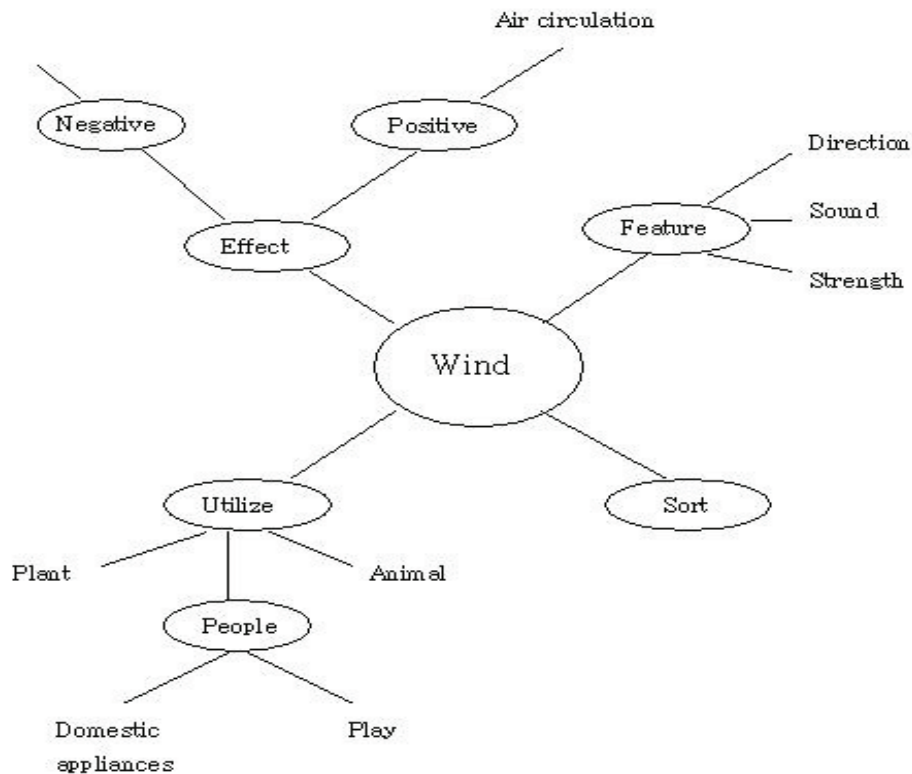 Air circulation
Negative
Positive
Direction
Sound
Feature
Effect
Strength
Wind
Utilize
Sort
Plant
Animal
People
Domestic
appliances
Play